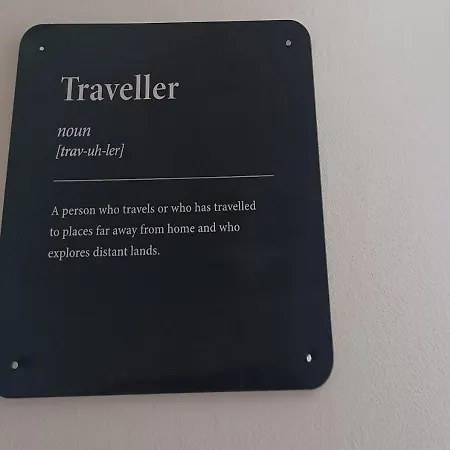 Traveller
noun
[trav-uh-ler]
A person who travels or who has travelled
to places far away from home and who
explores distant lands.